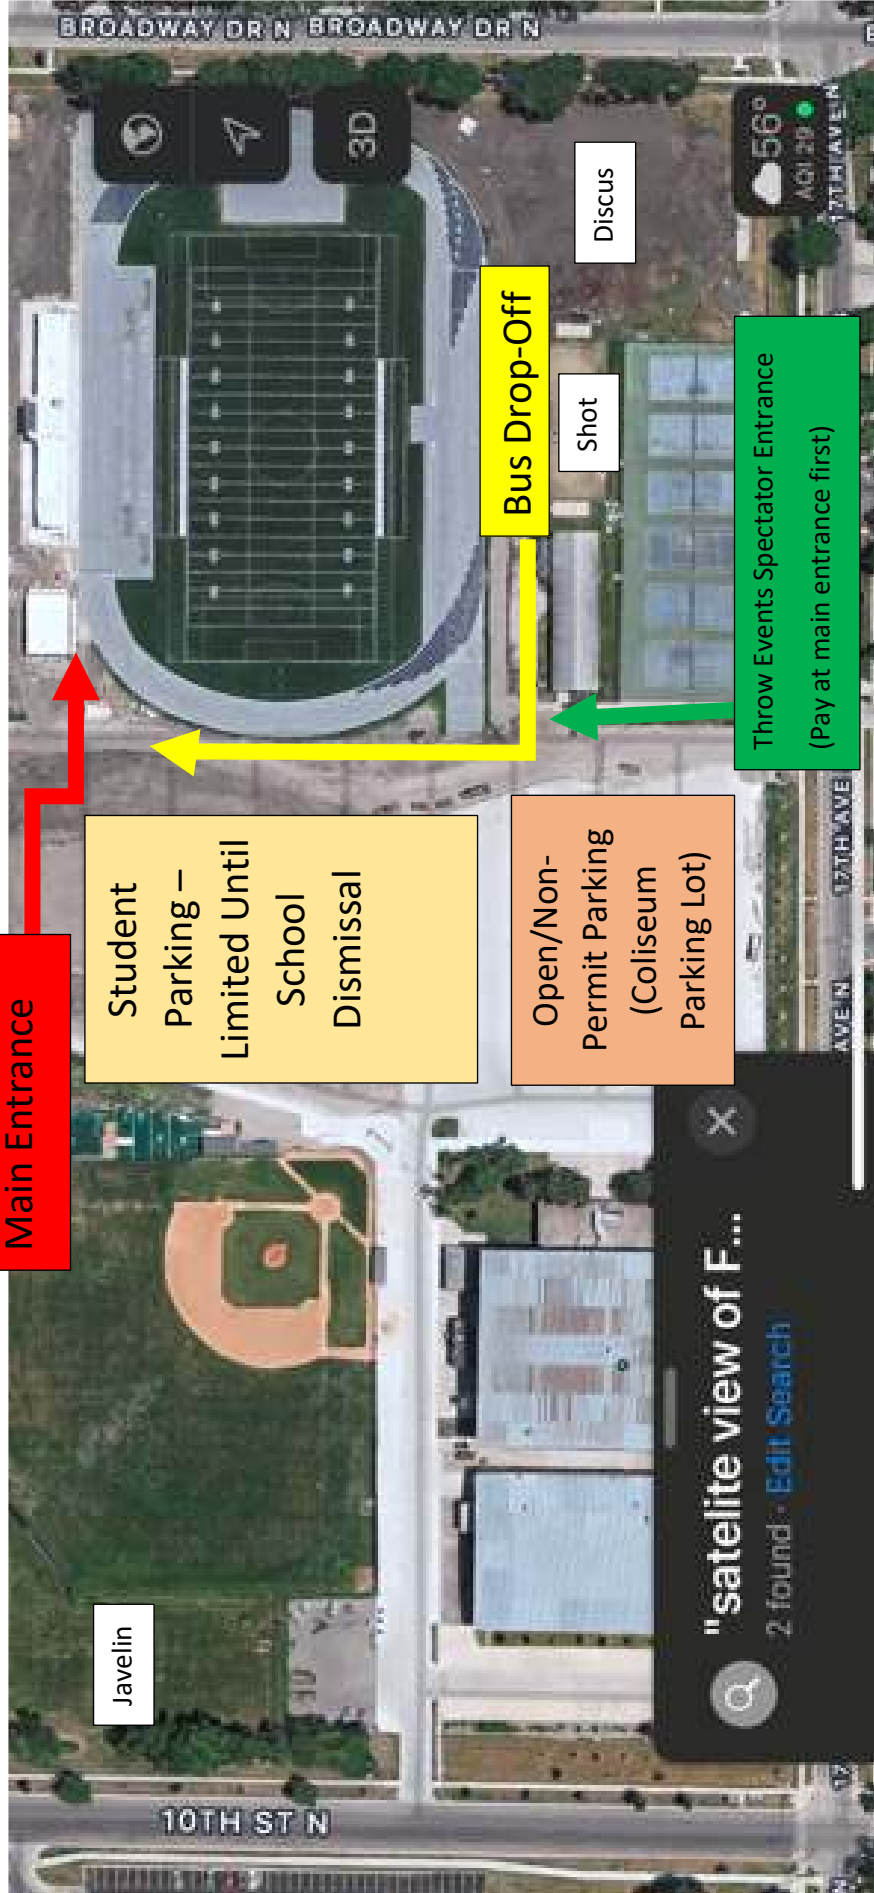 BROADWAY DR N
BROADWAY DR N
3D
56°
AQI 29
17TH AVE N
Discus
Shot
Bus Drop-Off
Throw Events Spectator Entrance
(Pay at main entrance first)
Main Entrance
Student
Parking –
Limited Until
School
Dismissal
Open/Non-
Permit Parking
(Coliseum
Parking Lot)
17TH AVE
AVE N
Javelin
"satelite view of F...
2 found · Edit Search
10TH ST N
17
N